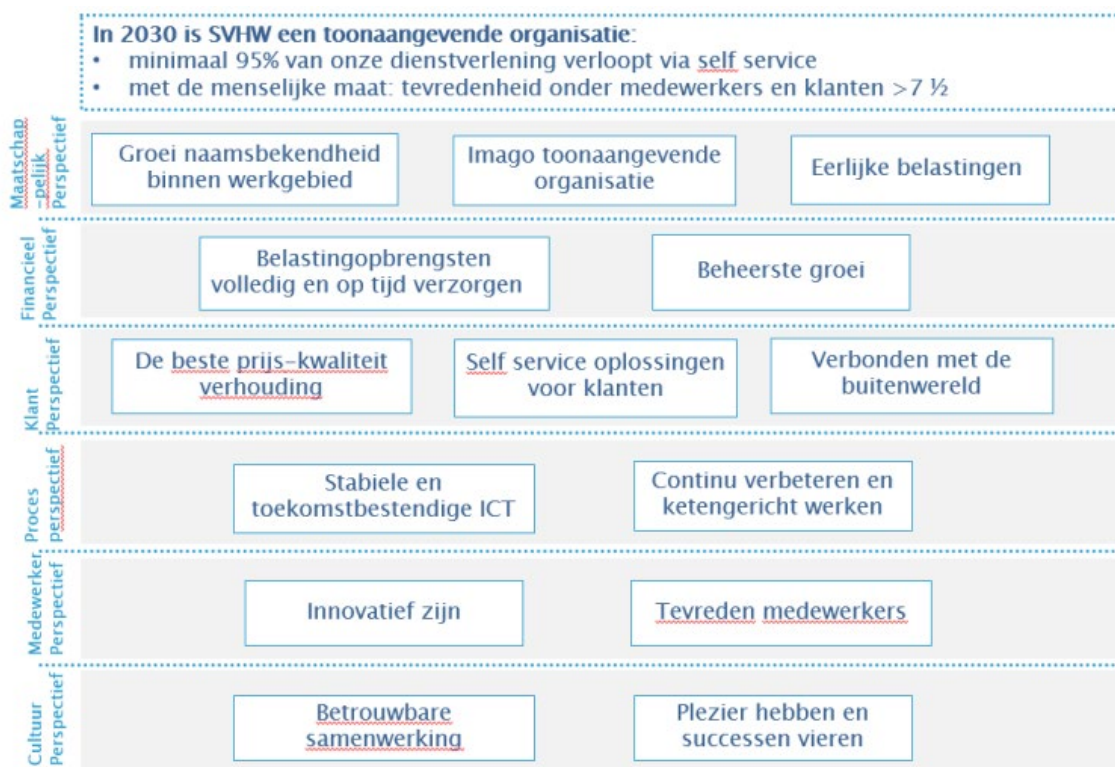 In 2030 is SVHW een toonaangevende organisatie:
• minimaal 95% van onze dienstverlening verloopt via self service
• met de menselijke maat: tevredenheid onder medewerkers en klanten >7 ½
Maatschap
-pelijk
Perspectief
Groei naamsbekendheid
binnen werkgebied
Imago toonaangevende
organisatie
Eerlijke belastingen
Financieel
Perspectief
Belastingopbrengsten
volledig en op tijd verzorgen
Beheerste groei
Klant
Perspectief
De beste prijs-kwaliteit
verhouding
Self service oplossingen
voor klanten
Verbonden met de
buitenwereld
Proces
perspectief
Stabiele en
toekomstbestendige ICT
Continu verbeteren en
ketengericht werken
Medewerker
Perspectief
Innovatief zijn
Tevreden medewerkers
Cultuur
Perspectief
Betrouwbare
samenwerking
Plezier hebben en
successen vieren